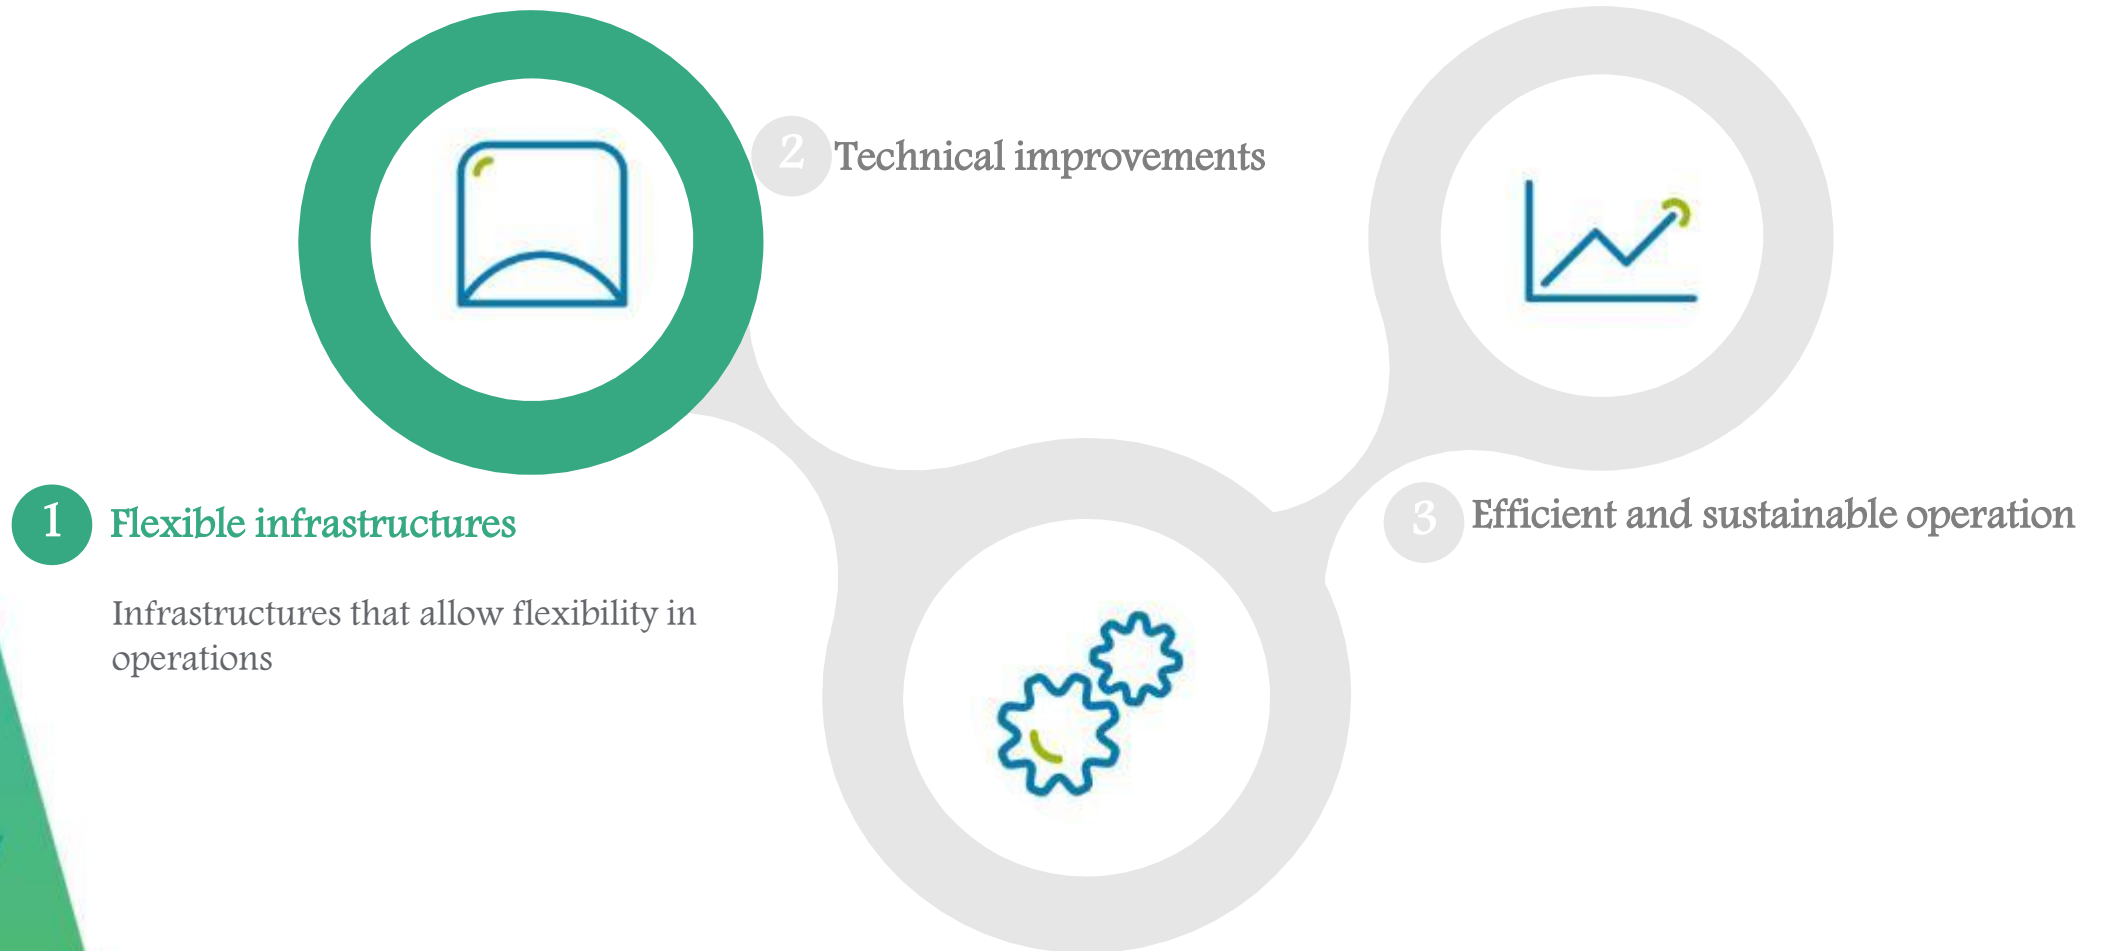 1 Flexible infrastructures
Infrastructures that allow flexibility in
operations
2 Technical improvements
3 Efficient and sustainable operation